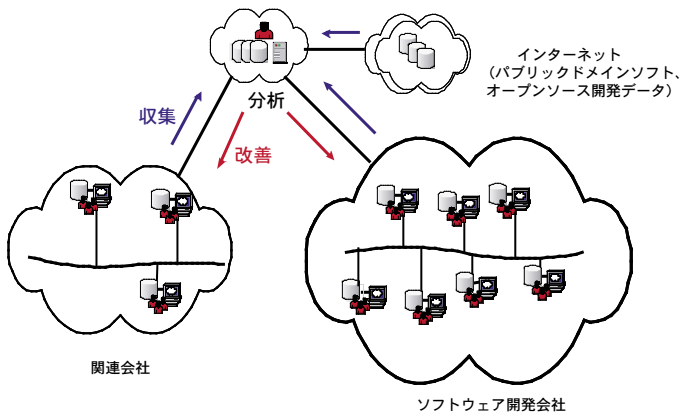 インターネット
（パブリックドメインソフト、
オープンソース開発データ）
分析
収集
改善
関連会社
ソフトウェア開発会社